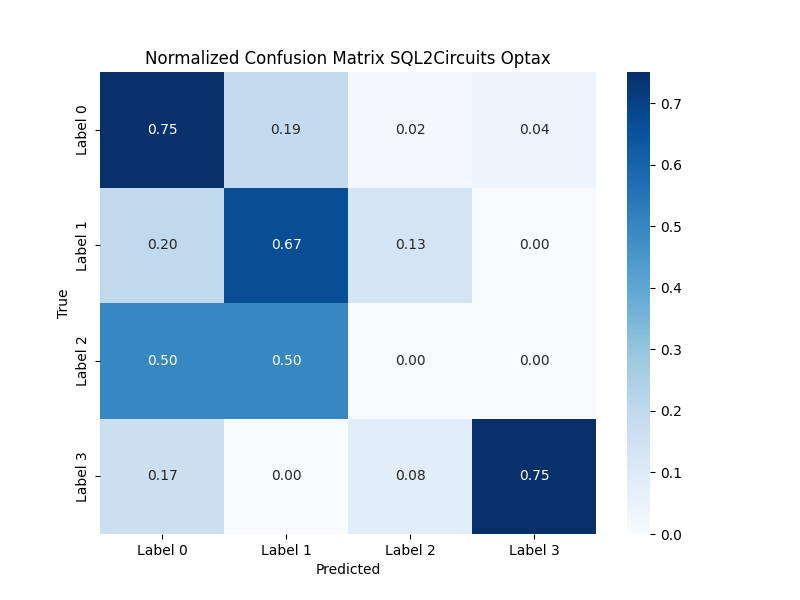 Normalized Confusion Matrix SQL2Circuits Optax
True
Label 0
0.75 0.19 0.02 0.04
Label 1
0.20 0.67 0.13 0.00
Label 2
0.50 0.50 0.00 0.00
Label 3
0.17 0.00 0.08 0.75
Label 0 Label 1 Label 2 Label 3
Predicted
0.7
0.6
0.5
0.4
0.3
0.2
0.1
0.0